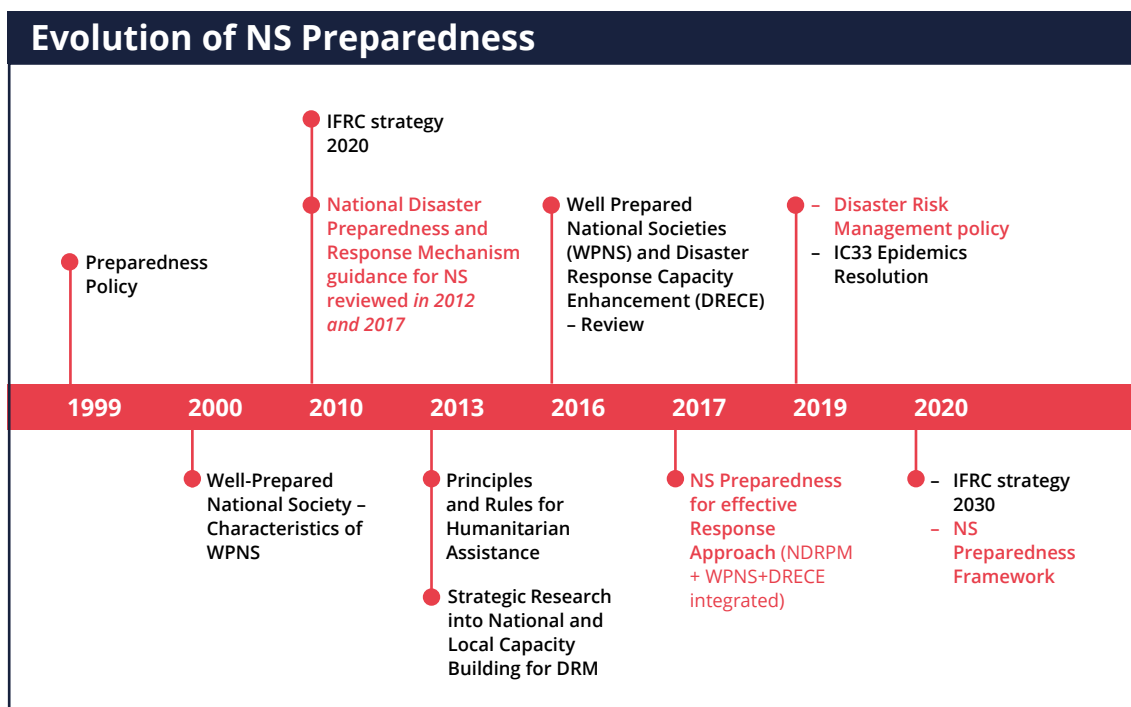 Evolution of NS Preparedness
IFRC strategy
2020
National Disaster
Preparedness and
Response Mechanism
guidance for NS
reviewed in 2012
and 2017
Well Prepared
National Societies
(WPNS) and Disaster
Response Capacity
Enhancement (DRECE)
– Review
– Disaster Risk
Management policy
– IC33 Epidemics
Resolution
Preparedness
Policy
1999 2000 2010 2013 2016 2017 2019 2020
Well-Prepared
National Society –
Characteristics of
WPNS
Principles
and Rules for
Humanitarian
Assistance
Strategic Research
into National and
Local Capacity
Building for DRM
NS Preparedness
for effective
Response
Approach (NDRPM
+ WPNS+DRECE
integrated)
– IFRC strategy
2030
– NS
Preparedness
Framework